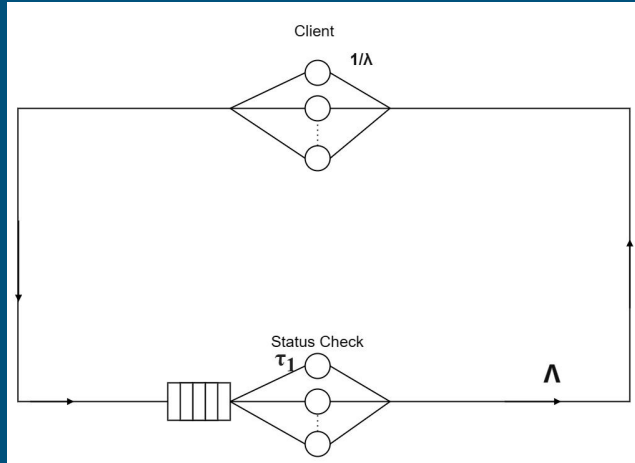 Client
1/λ
Status Check
τ1
Λ